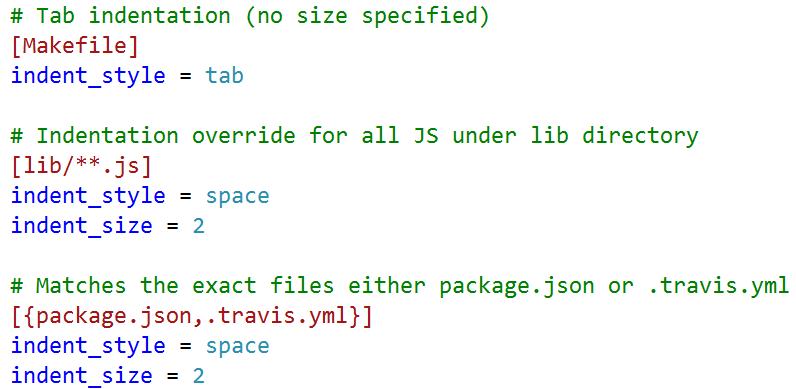 # Tab indentation (no size specified)
[Makefile]
indent_style = tab

# Indentation override for all JS under lib directory
[lib/**.js]
indent_style = space
indent_size = 2

# Matches the exact files either package.json or .travis.yml
[{package.json,.travis.yml}]
indent_style = space
indent_size = 2